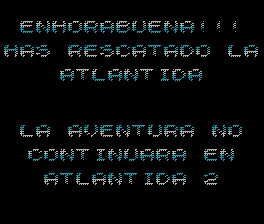 ENHORABUENA!!!
HAS RESCATADO LA
ATLANTIDA
LA AVENTURA NO
CONTINUARA EN
ATLANTIDA 2